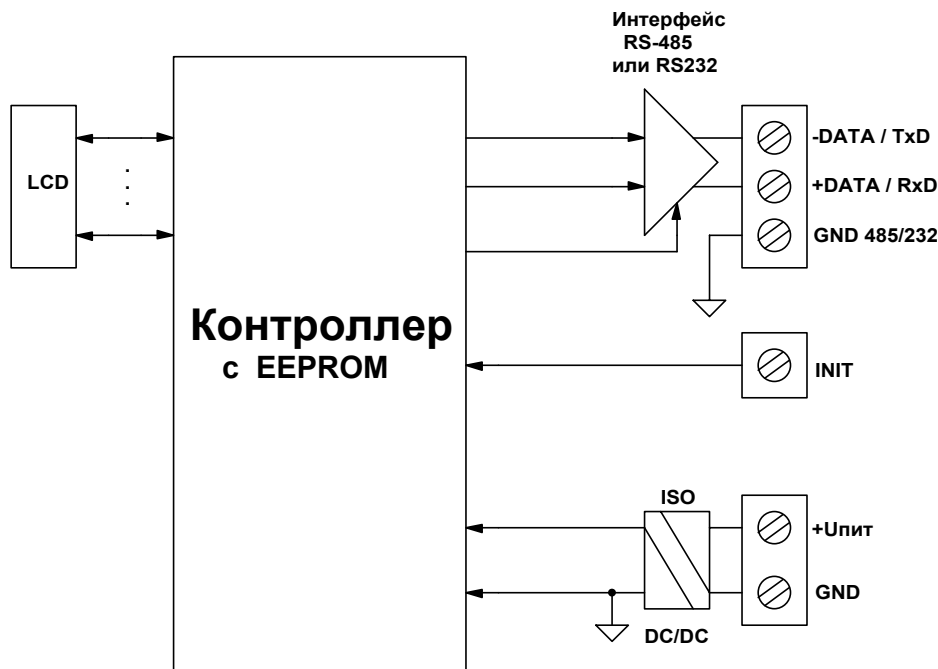 Интерфейс
RS-485
или RS232
LCD
-DATA / TxD
+DATA / RxD
GND 485/232
Контроллер
с EEPROM
INIT
ISO
+Uпит
GND
DC/DC